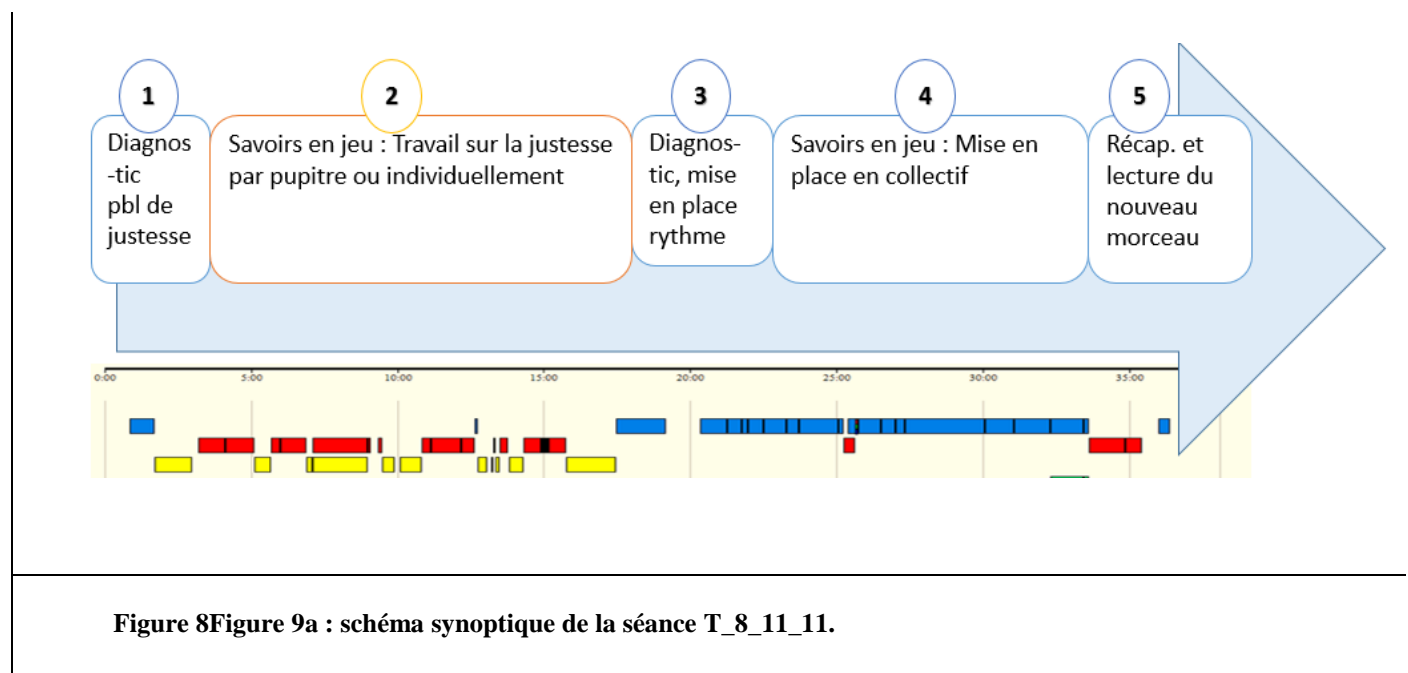 1
2
3
4
5
Diagnos
-tic
pbl de
justesse
Savoirs en jeu : Travail sur la justesse
par pupitre ou individuellement
Diagnos-
tic, mise
en place
rythme
Savoirs en jeu : Mise en
place en collectif
Récap. et
lecture du
nouveau
morceau
0:00 5:00 10:00 15:00 20:00 25:00 30:00 35:00
Figure 8Figure 9a : schéma synoptique de la séance T_8_11_11.